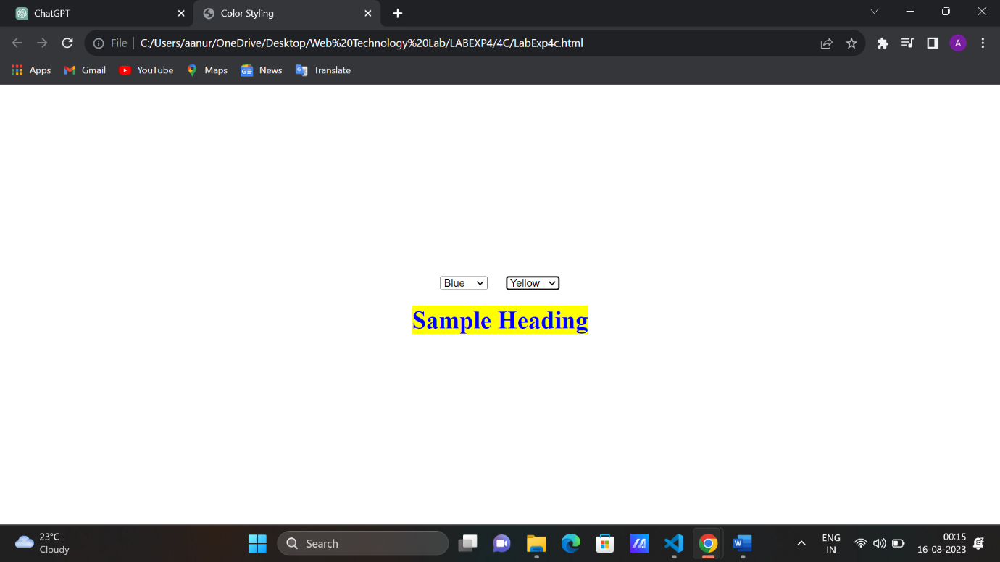 ChatGPT
Color Styling
File | C:/Users/aanur/OneDrive/Desktop/Web%20Technology%20Lab/LABEXP4/4C/LabExp4c.html
A
Apps Gmail YouTube Maps News Translate
Blue Yellow
Sample Heading
23°C
Cloudy
Search
ENG
IN
00:15
16-08-2023